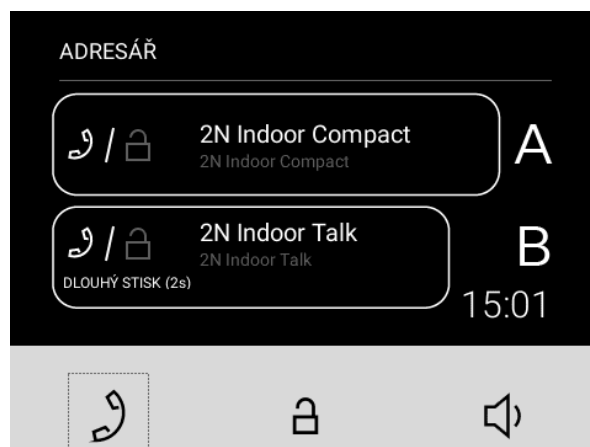 ADRESÁŘ
2N Indoor Compact
2N Indoor Compact
A
2N Indoor Talk
2N Indoor Talk
B
DLOUHÝ STISK (2s)
15:01